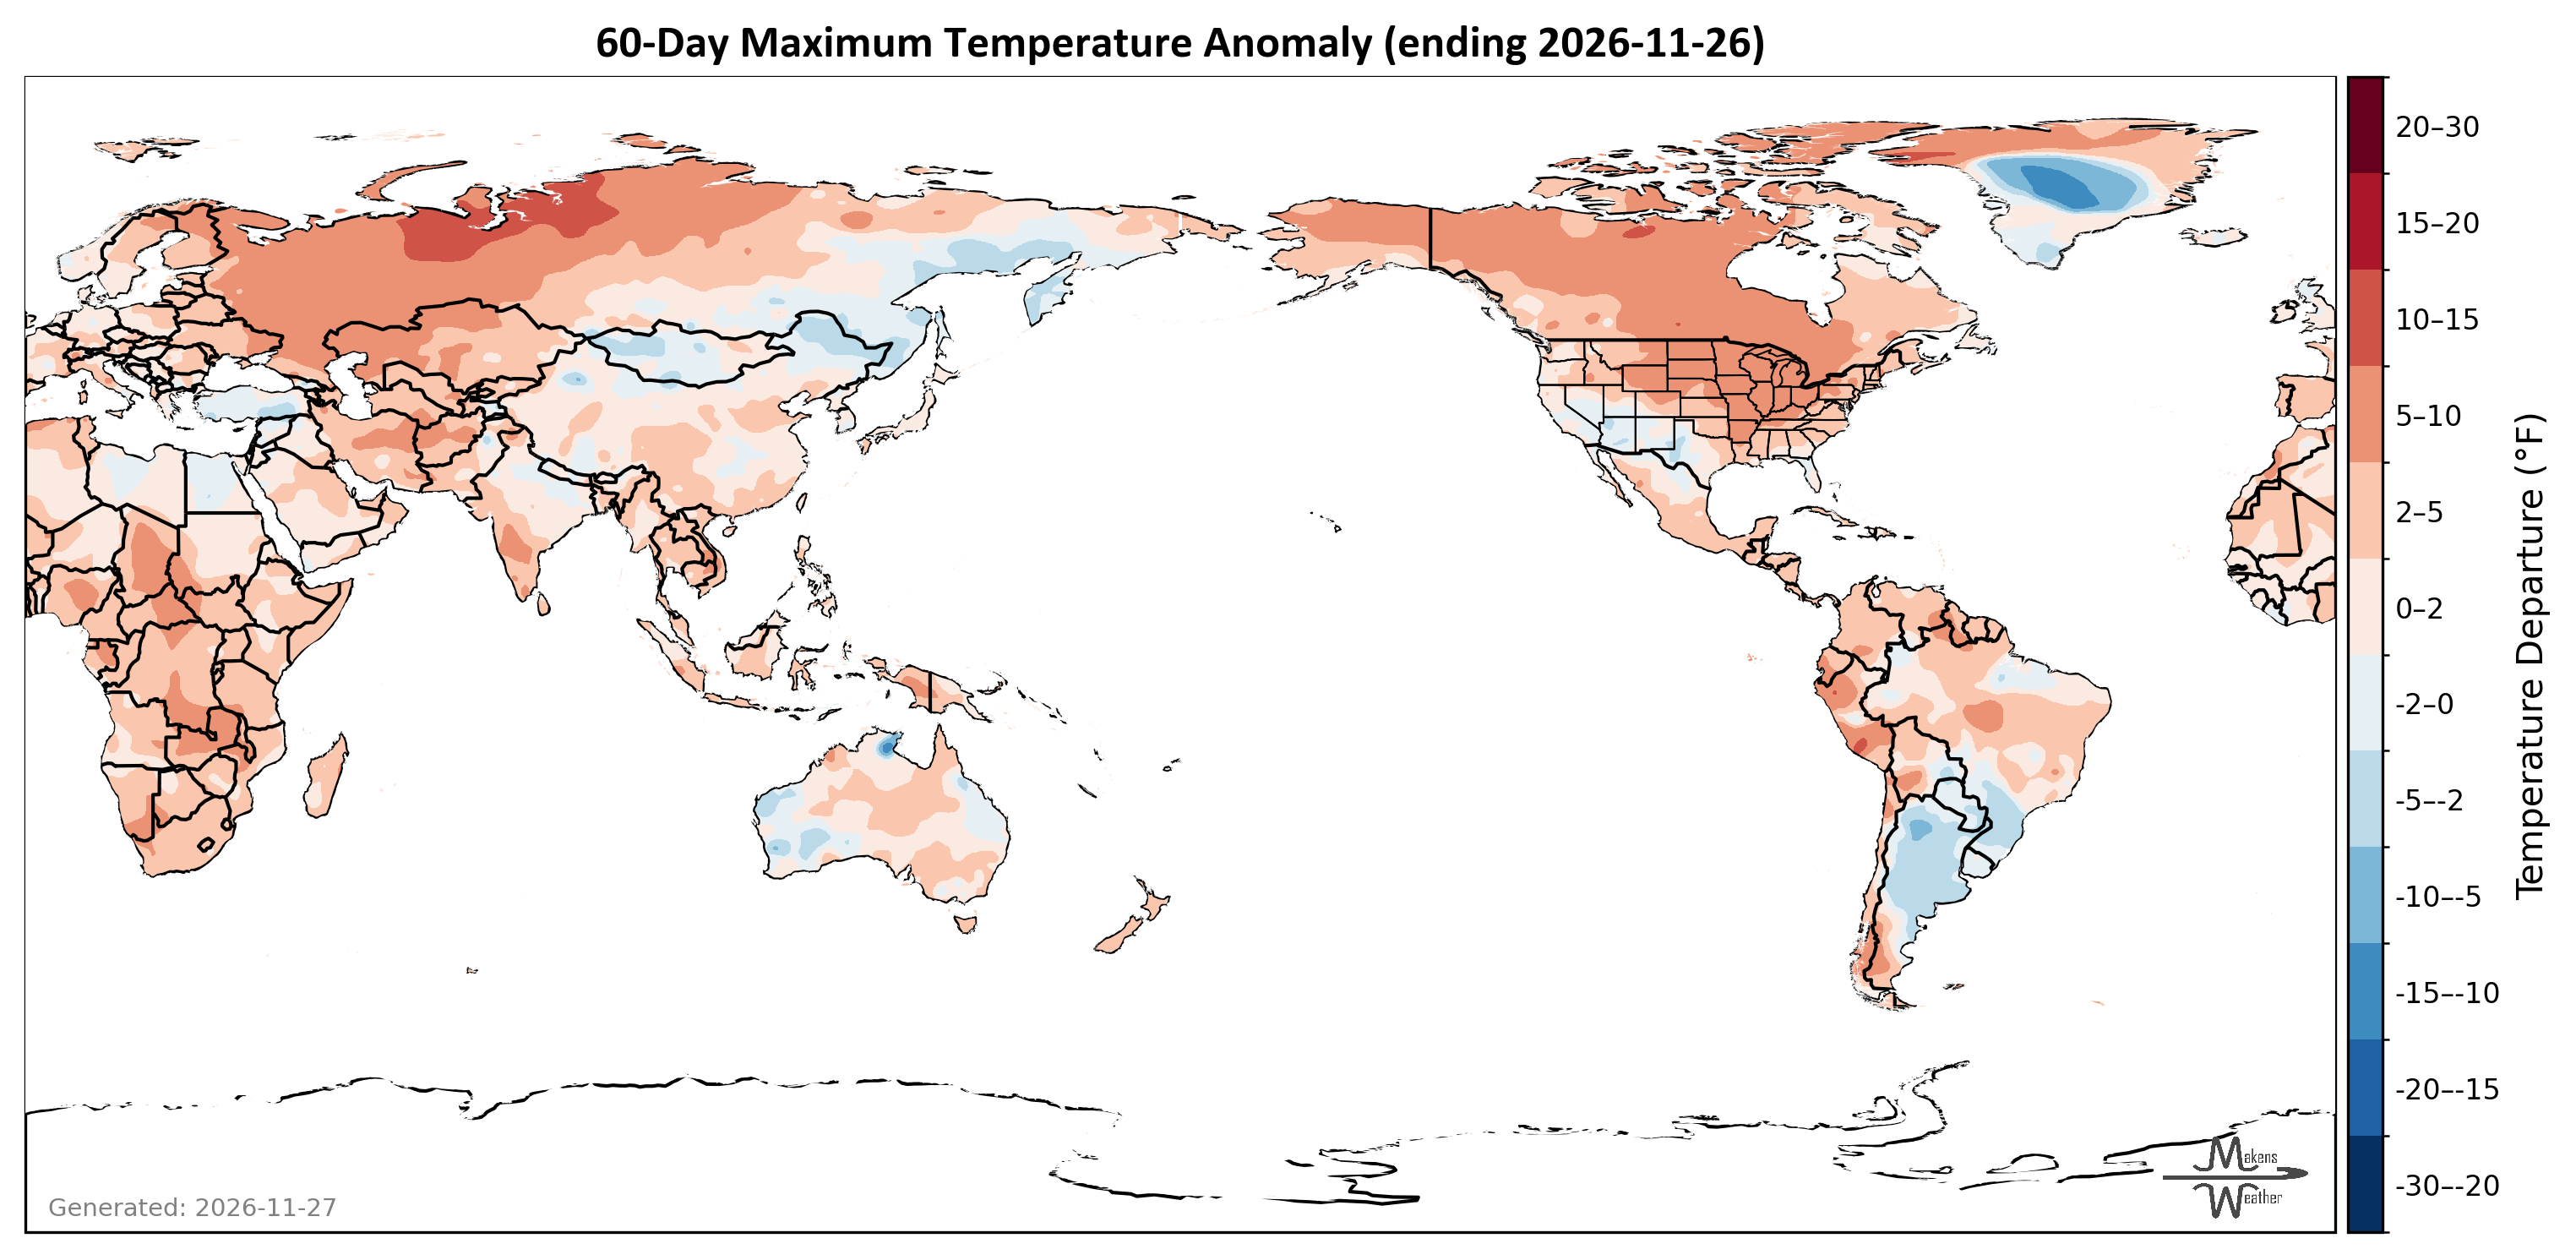 60-Day Maximum Temperature Anomaly (ending 2026-11-26)
20–30
15–20
10–15
5–10
2–5
0–2
-2–0
-5–-2
-10–-5
-15–-10
-20–-15
-30–-20
Temperature Departure (°F)
Generated: 2026-11-27
Makens
Weather